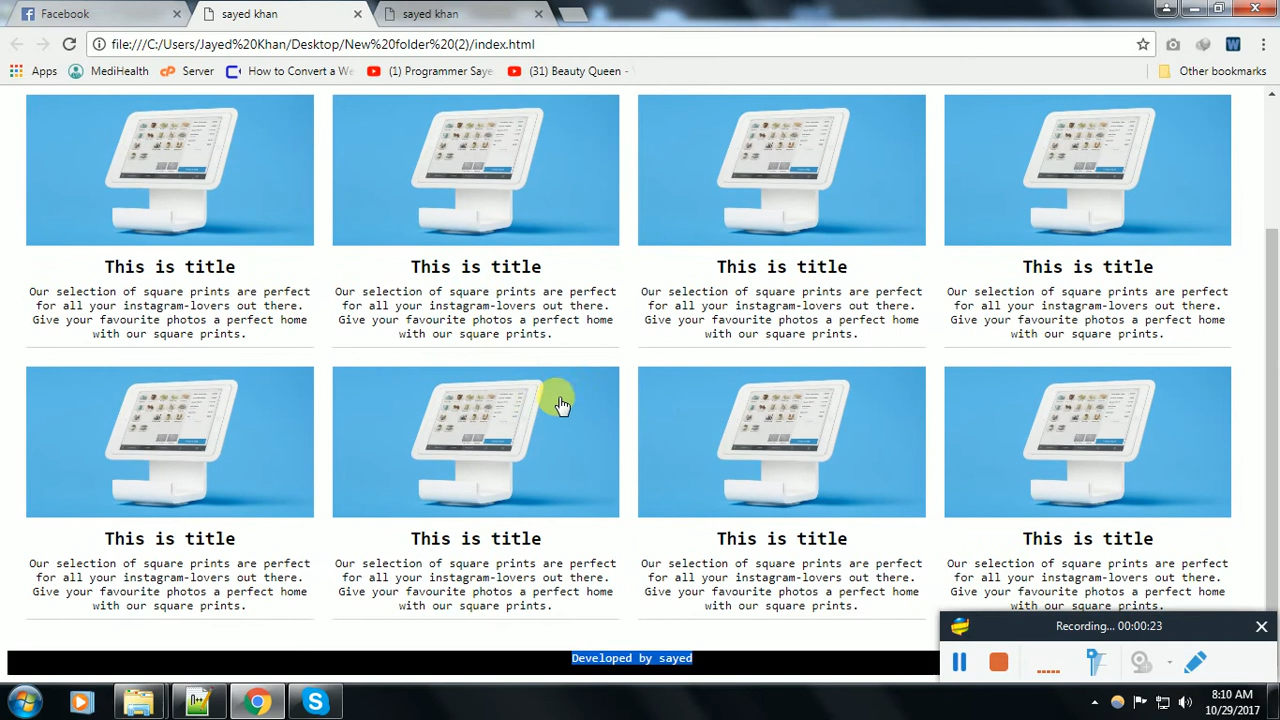 Facebook
sayed khan
sayed khan
file:///C:/Users/Jayed%20Khan/Desktop/New%20folder%20(2)/index.html
Apps
MediHealth
Server
How to Convert a We
(1) Programmer Saye
(31) Beauty Queen -
Other bookmarks
This is title
This is title
This is title
This is title
Our selection of square prints are perfect
for all your instagram-lovers out there.
Give your favourite photos a perfect home
with our square prints.
Our selection of square prints are perfect
for all your instagram-lovers out there.
Give your favourite photos a perfect home
with our square prints.
Our selection of square prints are perfect
for all your instagram-lovers out there.
Give your favourite photos a perfect home
with our square prints.
Our selection of square prints are perfect
for all your instagram-lovers out there.
Give your favourite photos a perfect home
with our square prints.
This is title
This is title
This is title
This is title
Our selection of square prints are perfect
for all your instagram-lovers out there.
Give your favourite photos a perfect home
with our square prints.
Our selection of square prints are perfect
for all your instagram-lovers out there.
Give your favourite photos a perfect home
with our square prints.
Our selection of square prints are perfect
for all your instagram-lovers out there.
Give your favourite photos a perfect home
with our square prints.
Our selection of square prints are perfect
for all your instagram-lovers out there.
Give your favourite photos a perfect home
with our square prints.
Recording... 00:00:23
Developed by sayed
8:10 AM
10/29/2017